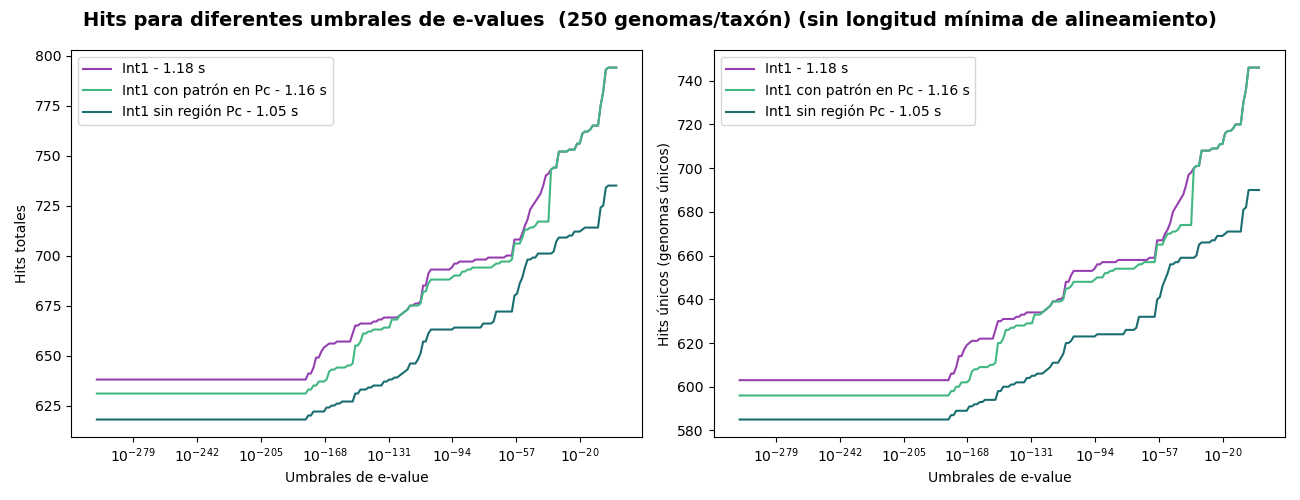 Hits para diferentes umbrales de e-values  (250 genomas/taxón) (sin longitud mínima de alineamiento)
Int1 - 1.18 s
Int1 con patrón en Pc - 1.16 s
Int1 sin región Pc - 1.05 s
800
775
750
725
700
675
650
625
Hits totales
10⁻²⁷⁹ 10⁻²⁴² 10⁻²⁰⁵ 10⁻¹⁶⁸ 10⁻¹³¹ 10⁻⁹⁴ 10⁻⁵⁷ 10⁻²⁰
Umbrales de e-value
Int1 - 1.18 s
Int1 con patrón en Pc - 1.16 s
Int1 sin región Pc - 1.05 s
740
720
700
680
660
640
620
600
580
Hits únicos (genomas únicos)
10⁻²⁷⁹ 10⁻²⁴² 10⁻²⁰⁵ 10⁻¹⁶⁸ 10⁻¹³¹ 10⁻⁹⁴ 10⁻⁵⁷ 10⁻²⁰
Umbrales de e-value